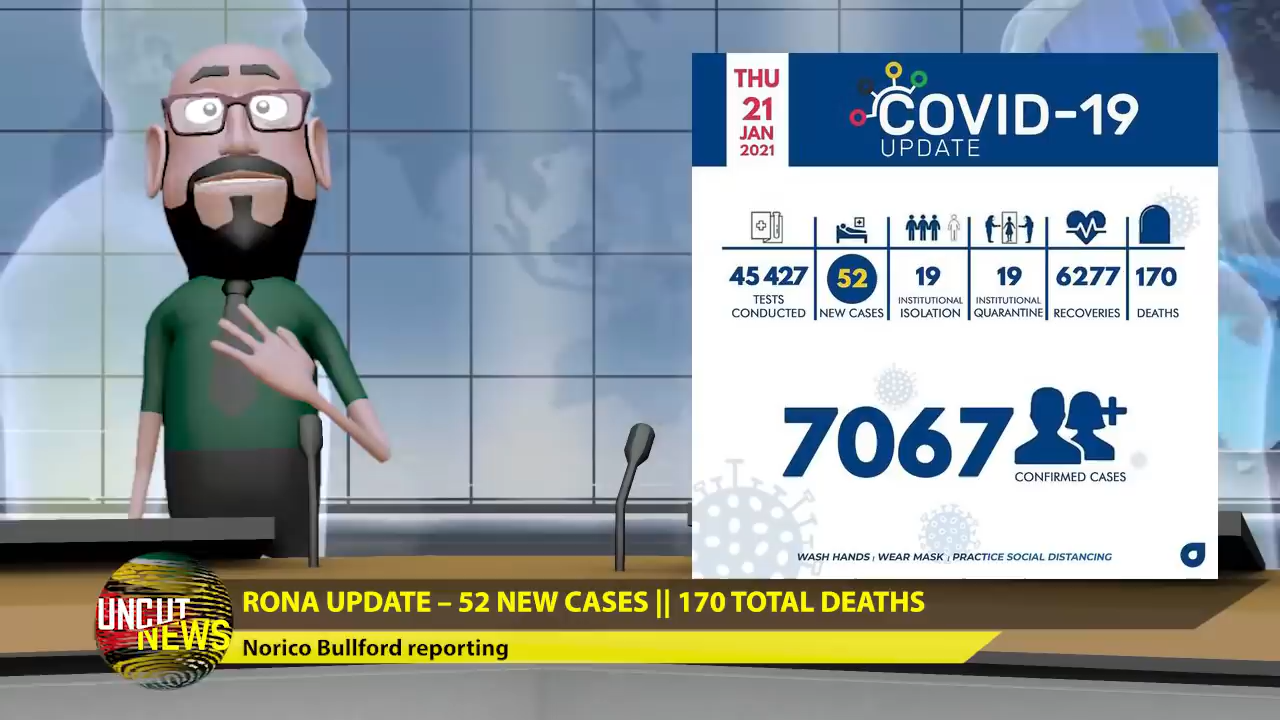 THU
21
JAN
2021
COVID-19
UPDATE
45 427
TESTS
CONDUCTED
52
NEW CASES
19
INSTITUTIONAL
ISOLATION
19
INSTITUTIONAL
QUARANTINE
6277
RECOVERIES
170
DEATHS
7067
CONFIRMED CASES
WASH HANDS | WEAR MASK | PRACTICE SOCIAL DISTANCING
UNCUT
NEWS
RONA UPDATE – 52 NEW CASES || 170 TOTAL DEATHS
Norico Bullford reporting